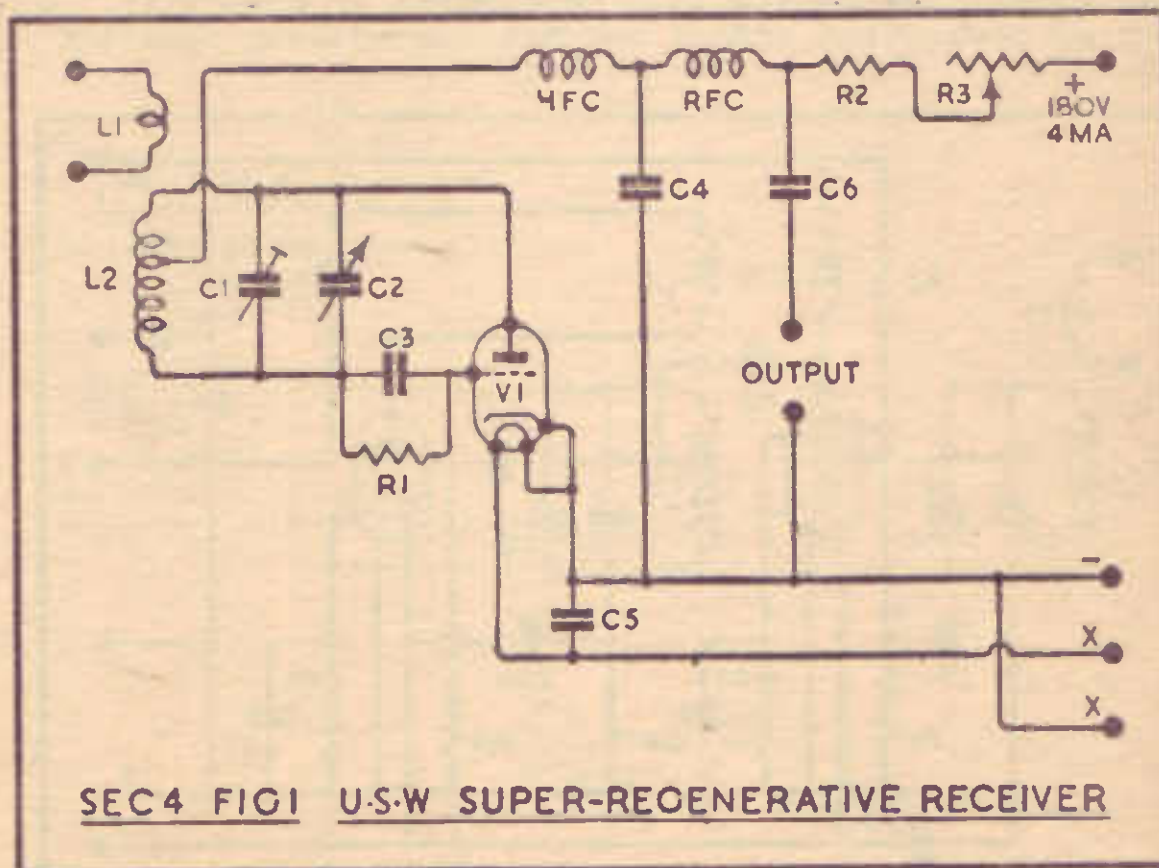 4FC
RFC
R2
R3
+
180V
4MA
L1
C4
C6
L2
C1
C2
C3
V1
OUTPUT
R1
-
C5
X
X
SEC4 FIG1 U·S·W SUPER-REGENERATIVE RECEIVER